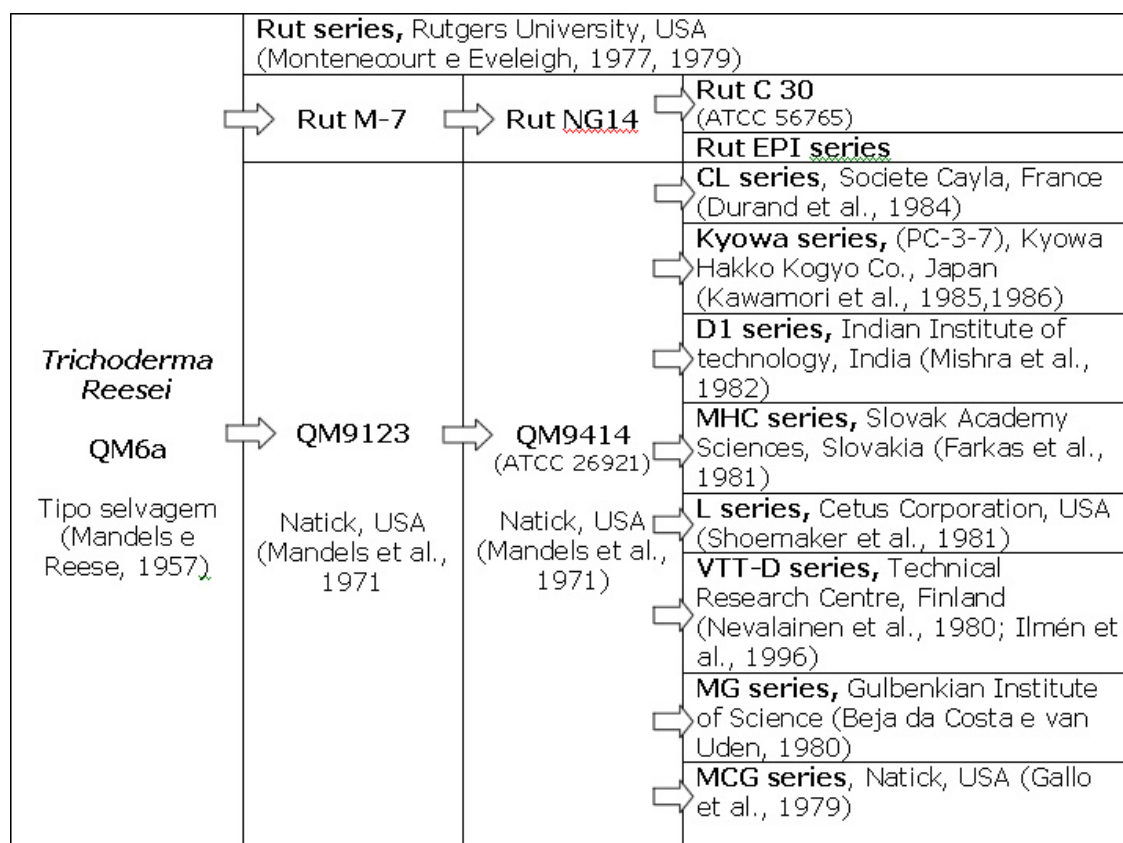 Rut series, Rutgers University, USA
(Montenecourt e Eveleigh, 1977, 1979)
Rut M-7
Rut NG14
Rut C 30
(ATCC 56765)
Rut EPI series
Trichoderma
Reesei
QM6a
Tipo selvagem
(Mandels e
Reese, 1957)
QM9123
Natick, USA
(Mandels et al.,
1971
QM9414
(ATCC 26921)
Natick, USA
(Mandels et al.,
1971)
CL series, Societe Cayla, France
(Durand et al., 1984)
Kyowa series, (PC-3-7), Kyowa
Hakko Kogyo Co., Japan
(Kawamori et al., 1985,1986)
D1 series, Indian Institute of
technology, India (Mishra et al.,
1982)
MHC series, Slovak Academy
Sciences, Slovakia (Farkas et al.,
1981)
L series, Cetus Corporation, USA
(Shoemaker et al., 1981)
VTT-D series, Technical
Research Centre, Finland
(Nevalainen et al., 1980; Ilmén et
al., 1996)
MG series, Gulbenkian Institute
of Science (Beja da Costa e van
Uden, 1980)
MCG series, Natick, USA (Gallo
et al., 1979)